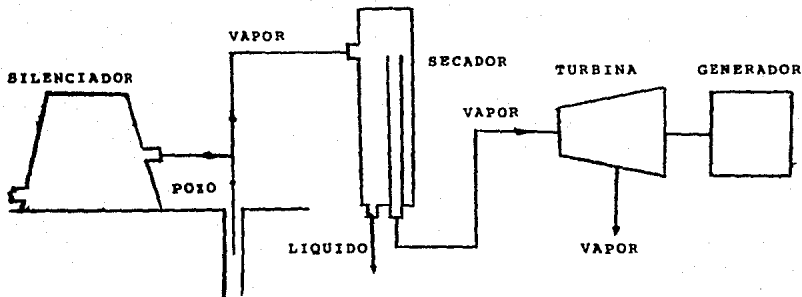 VAPOR
SILENCIADOR
SECADOR
TURBINA
GENERADOR
VAPOR
POZO
LIQUIDO
VAPOR